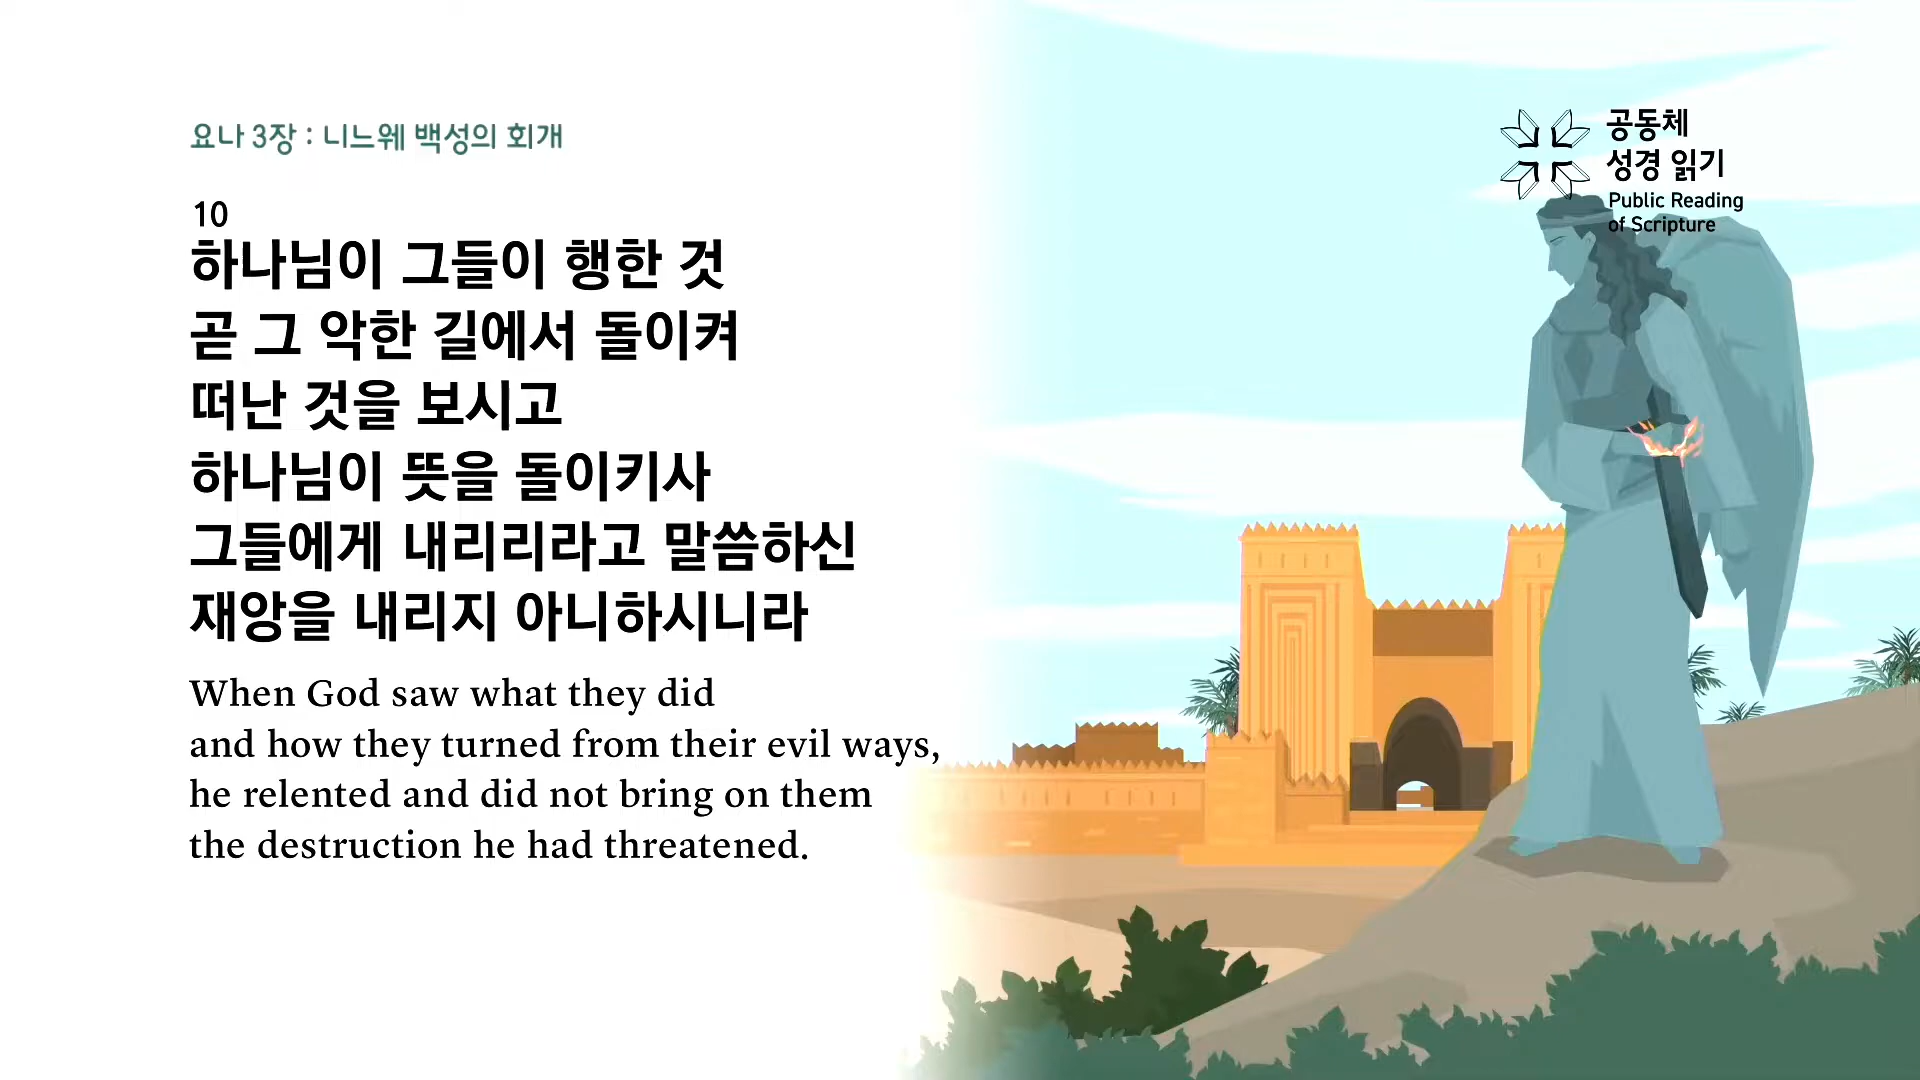 요나 3장 : 니느웨 백성의 회개
10
하나님이 그들이 행한 것
곧 그 악한 길에서 돌이켜
떠난 것을 보시고
하나님이 뜻을 돌이키사
그들에게 내리리라고 말씀하신
재앙을 내리지 아니하시니라
When God saw what they did
and how they turned from their evil ways,
he relented and did not bring on them
the destruction he had threatened.
공동체
성경 읽기
Public Reading
of Scripture